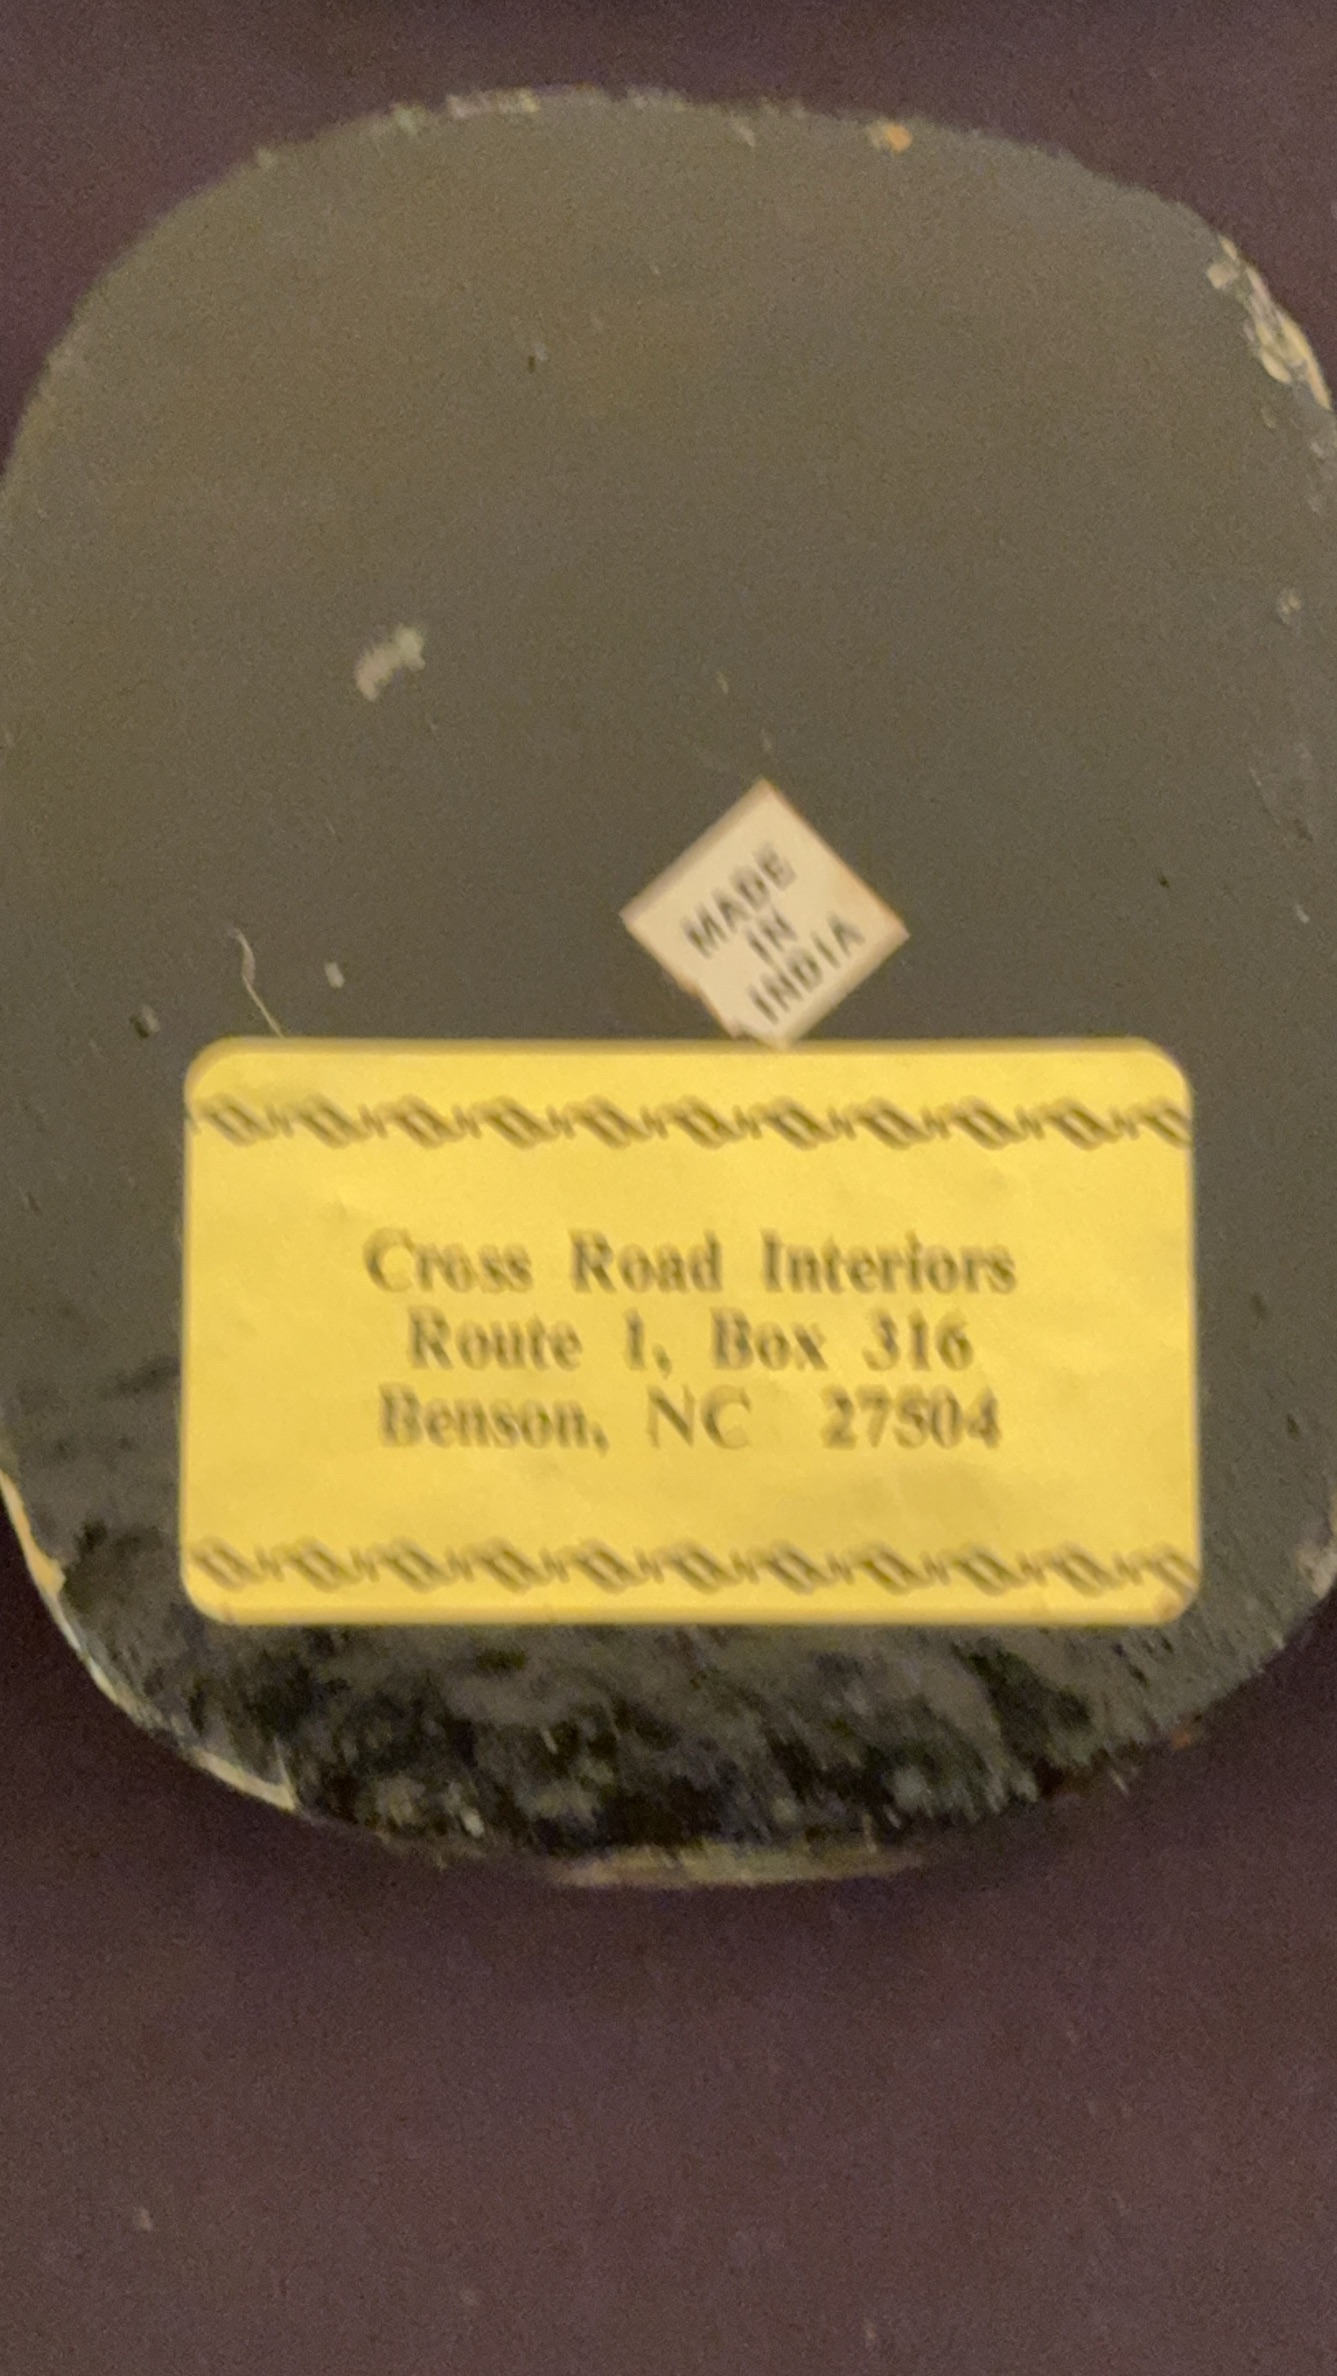 MADE
IN
INDIA
Cross Road Interiors
Route 1, Box 316
Benson, NC 27504